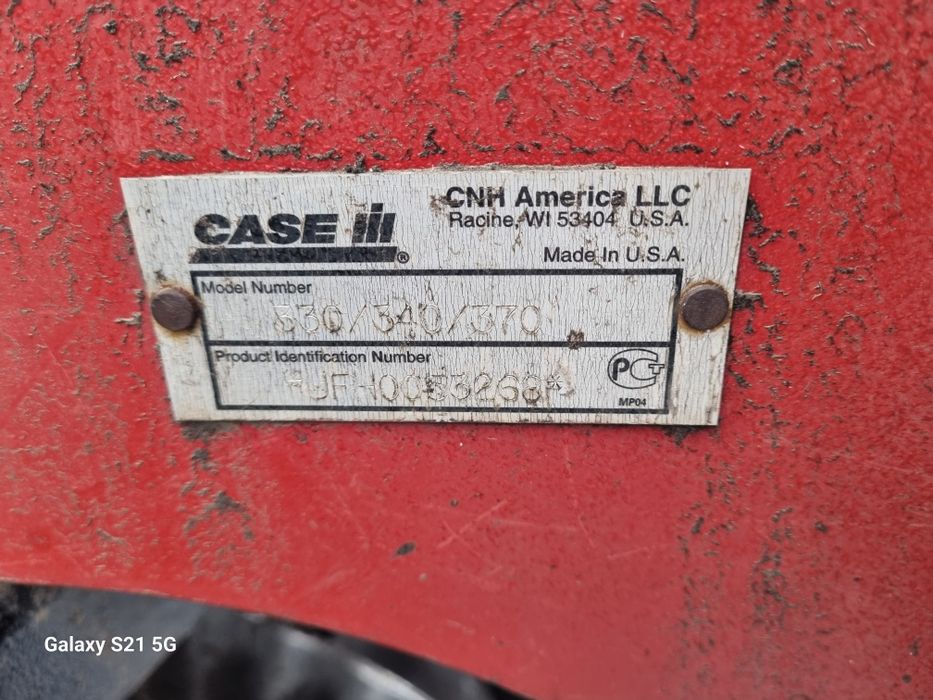 CASE IH
®
CNH America LLC
Racine, WI 53404 U.S.A.
Made In U.S.A.
Model Number
330/340/370
Product Identification Number
PCT
MP04
Galaxy S21 5G